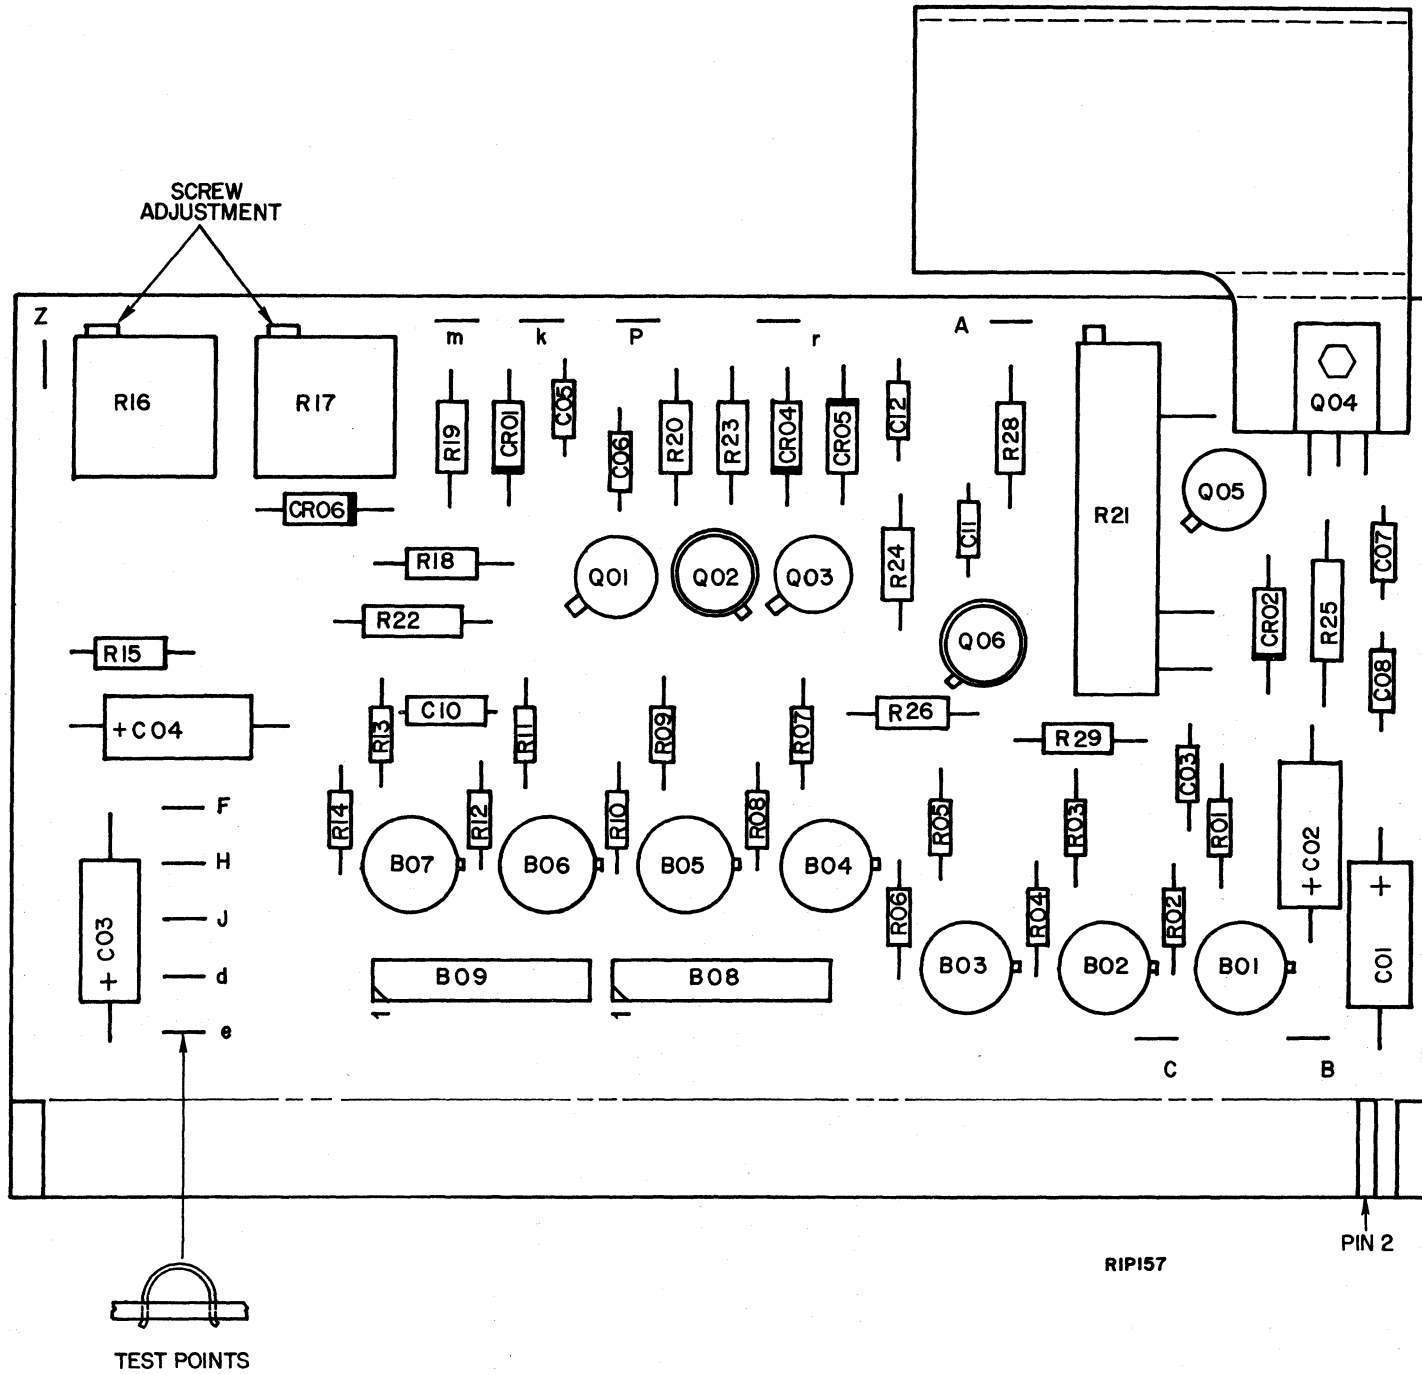 SCREW
ADJUSTMENT
Z
m
k
P
r
A
R16
R17
R19
CR01
C05
C06
R20
R23
CR04
CR05
C12
R28
R21
Q04
Q05
CR06
R18
Q01
Q02
Q03
R24
C11
C07
R22
Q06
CR02
R25
R15
C08
+C04
R13
C10
R11
R09
R07
R26
R29
C03
F
R14
R12
R10
R08
R05
R03
R01
+C02
H
B07
B06
B05
B04
J
R06
R04
R02
+
C01
+C03
d
B09
B08
B03
B02
B01
1
1
e
C
B
PIN 2
R1P157
TEST POINTS